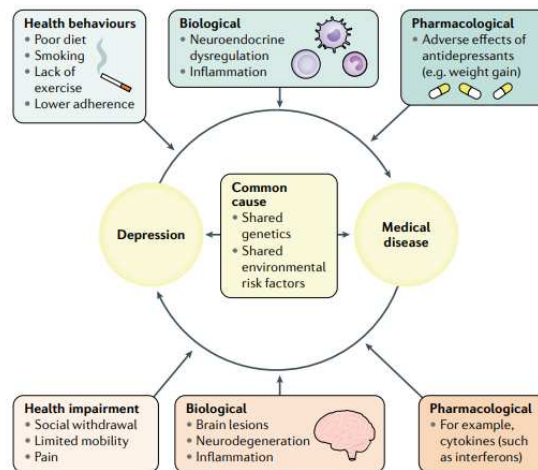 Health behaviours
• Poor diet
• Smoking
• Lack of
exercise
• Lower adherence
Biological
• Neuroendocrine
dysregulation
• Inflammation
Pharmacological
• Adverse effects of
antidepressants
(e.g. weight gain)
Depression
Common
cause
• Shared
genetics
• Shared
environmental
risk factors
Medical
disease
Health impairment
• Social withdrawal
• Limited mobility
• Pain
Biological
• Brain lesions
• Neurodegeneration
• Inflammation
Pharmacological
• For example,
cytokines (such
as interferons)